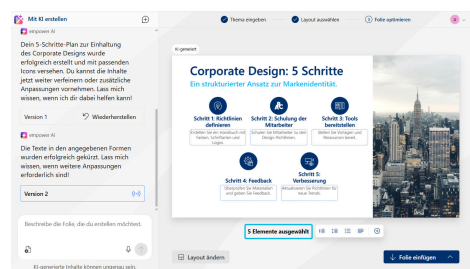 Mit KI erstellen
empower AI
Dein 5-Schritte-Plan zur Einhaltung
des Corporate Designs wurde
erfolgreich erstellt und mit passenden
Icons versehen. Du kannst die Inhalte
jetzt weiter verfeinern oder zusätzliche
Anpassungen vornehmen. Lass mich
wissen, wenn ich dir dabei helfen kann!
Version 1
Wiederherstellen
empower AI
Die Texte in den angegebenen Formen
wurden erfolgreich gekürzt. Lass mich
wissen, wenn weitere Anpassungen
erforderlich sind!
Version 2
Beschreibe die Folie, die du erstellen möchtest.
KI-generierte Inhalte können ungenau sein.
Thema eingeben
Layout auswählen
3 Folie optimieren
KI generiert
Corporate Design: 5 Schritte
Ein strukturierter Ansatz zur Markenidentität.
Schritt 1: Richtlinien
definieren
Erstellen Sie ein Handbuch mit
Farben, Schriftarten und
Logos.
Schritt 2: Schulung der
Mitarbeiter
Schulen Sie Mitarbeiter zu den
Design-Richtlinien.
Schritt 3: Tools
bereitstellen
Stellen Sie Vorlagen und
Ressourcen bereit.
Schritt 4: Feedback
Überprüfen Sie Materialien
und geben Sie Feedback.
Schritt 5:
Verbesserung
Aktualisieren Sie Richtlinien für
neue Trends.
5 Elemente ausgewählt
Layout ändern
Folie einfügen